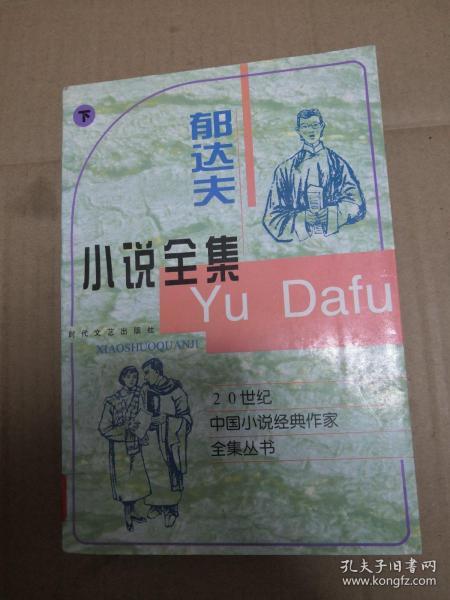 下
郁达夫
小说全集
Yu Dafu
时代文艺出版社
XIAOSHUOQUANJI
20世纪
中国小说经典作家
全集丛书
孔夫子旧书网
www.kongfz.com